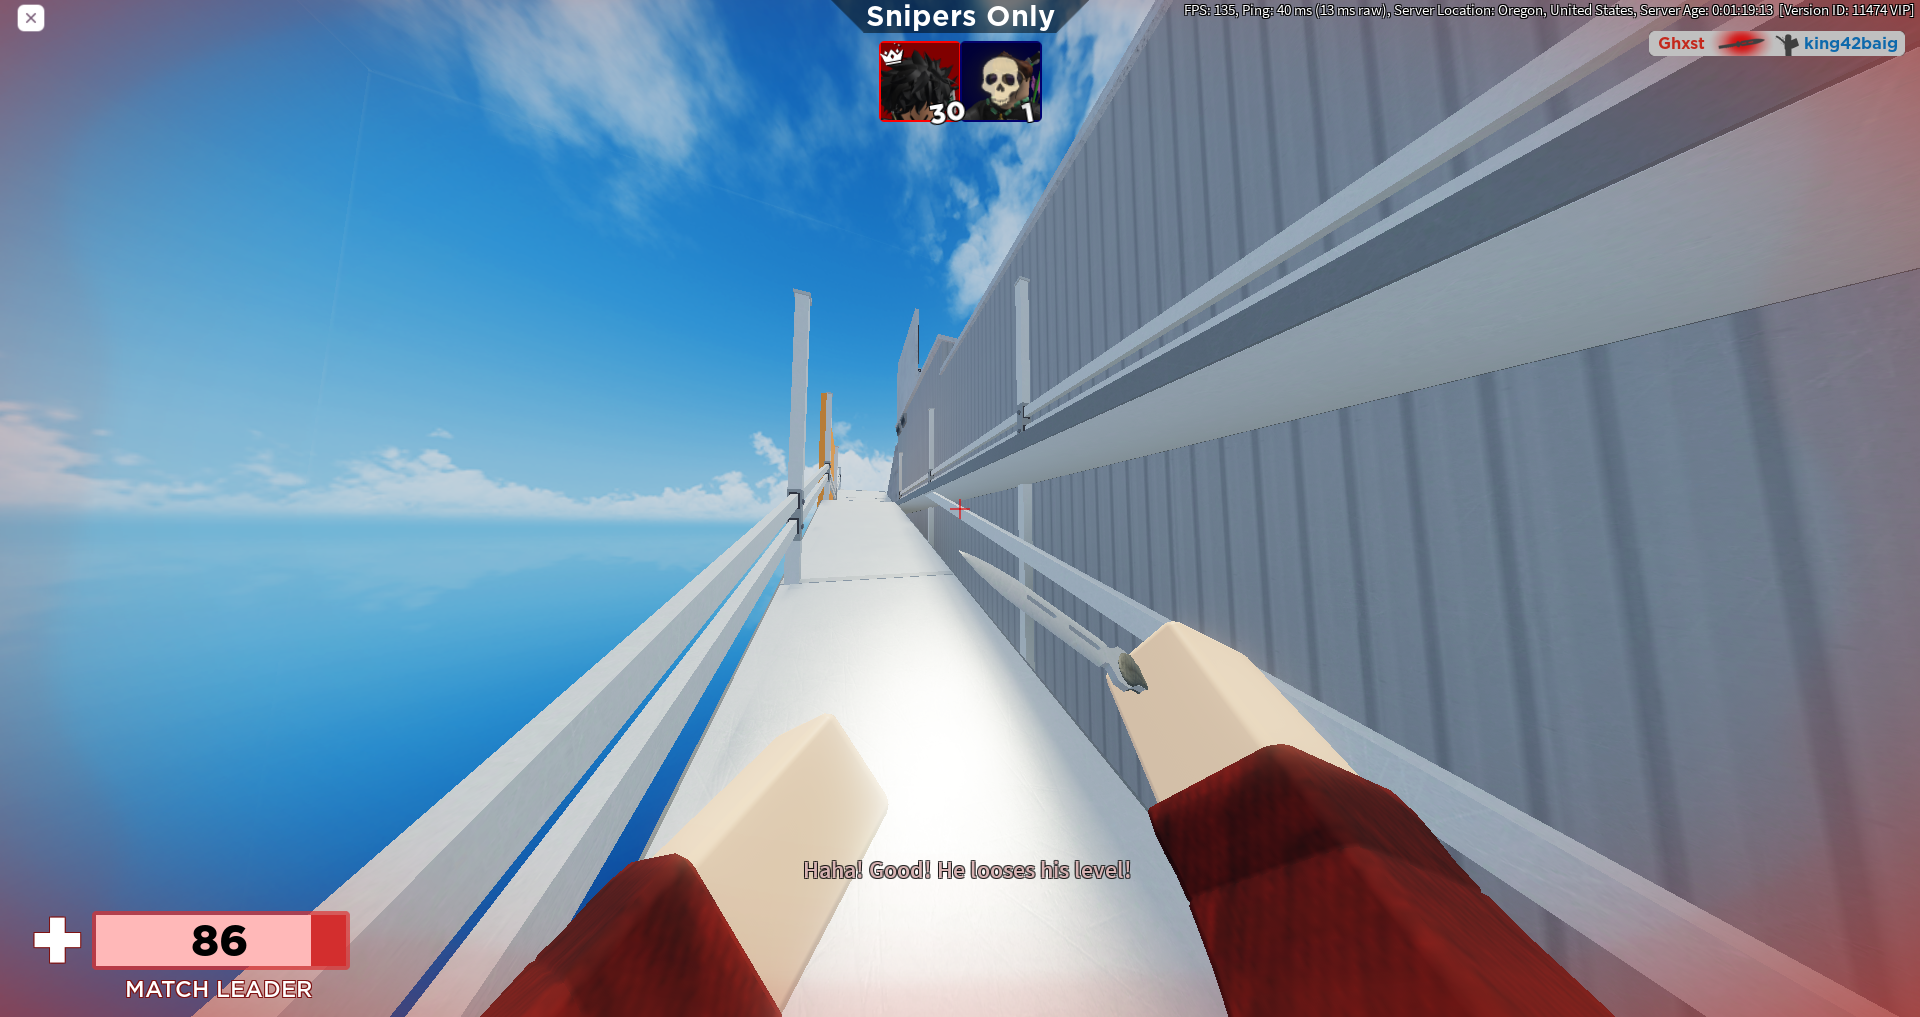 Snipers Only
FPS: 135, Ping: 40 ms (13 ms raw), Server Location: Oregon, United States, Server Age: 0:01:19:13 [Version ID: 11474 VIP]
Ghxst king42baig
30 1
Haha! Good! He looses his level!
86
MATCH LEADER